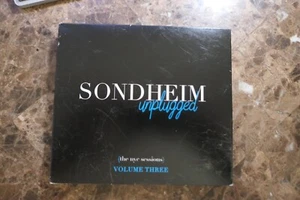 SONDHEIM
unplugged
{the nyc sessions}
VOLUME THREE